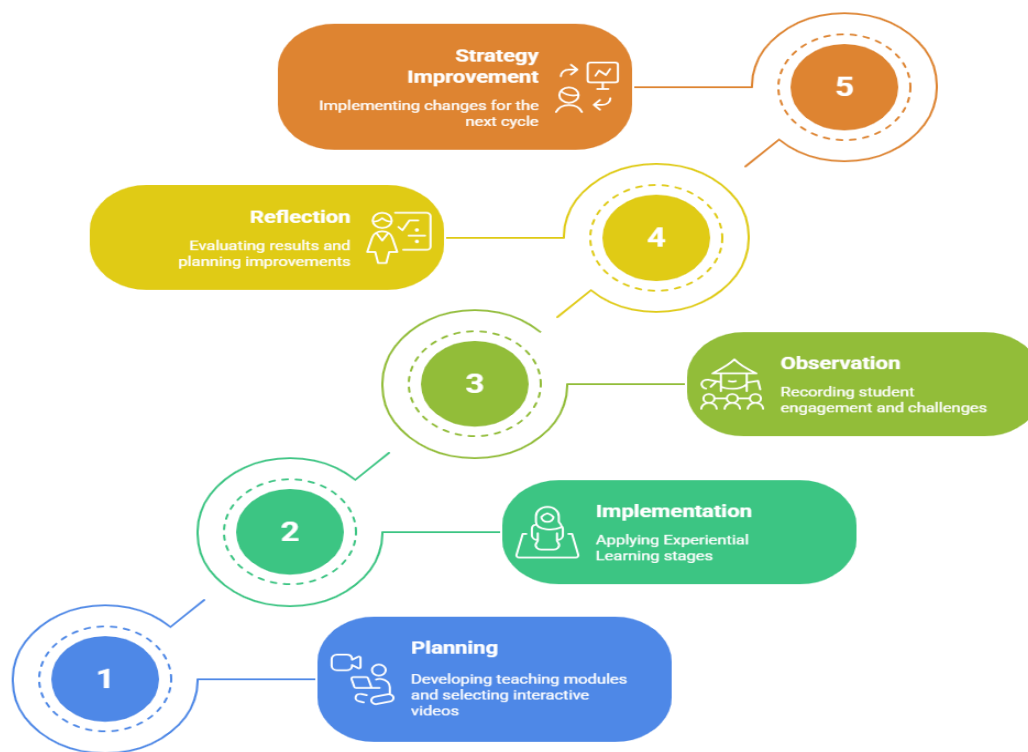 Strategy
Improvement
Implementing changes for the
next cycle
5
Reflection
Evaluating results and
planning improvements
4
3
Observation
Recording student
engagement and challenges
2
Implementation
Applying Experiential
Learning stages
1
Planning
Developing teaching modules
and selecting interactive
videos